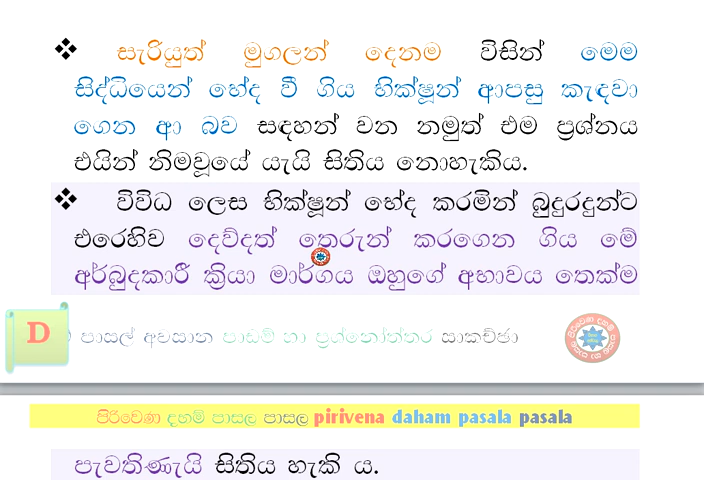 ❖ සැරියුත් මුගලන් දෙනම විසින් මෙම
සිද්ධියෙන් භේද වී ගිය භික්ෂූන් ආපසු කැඳවා
ගෙන ආ බව සඳහන් වන නමුත් එම ප්‍රශ්නය
එයින් නිමවූයේ යැයි සිතිය නොහැකිය.
❖ විවිධ ලෙස භික්ෂූන් භේද කරමින් බුදුරදුන්ට
එරෙහිව දෙව්දත් තෙරුන් කරගෙන ගිය මේ
අර්බුදකාරී ක්‍රියා මාර්ගය ඔහුගේ අභාවය තෙක්ම
D පාසල් අවසාන පාඩම් හා ප්‍රශ්නෝත්තර සාකච්ඡා
පිරිවෙණ දහම් පාසල පාසල pirivena daham pasala pasala
පැවතිණැයි සිතිය හැකි ය.